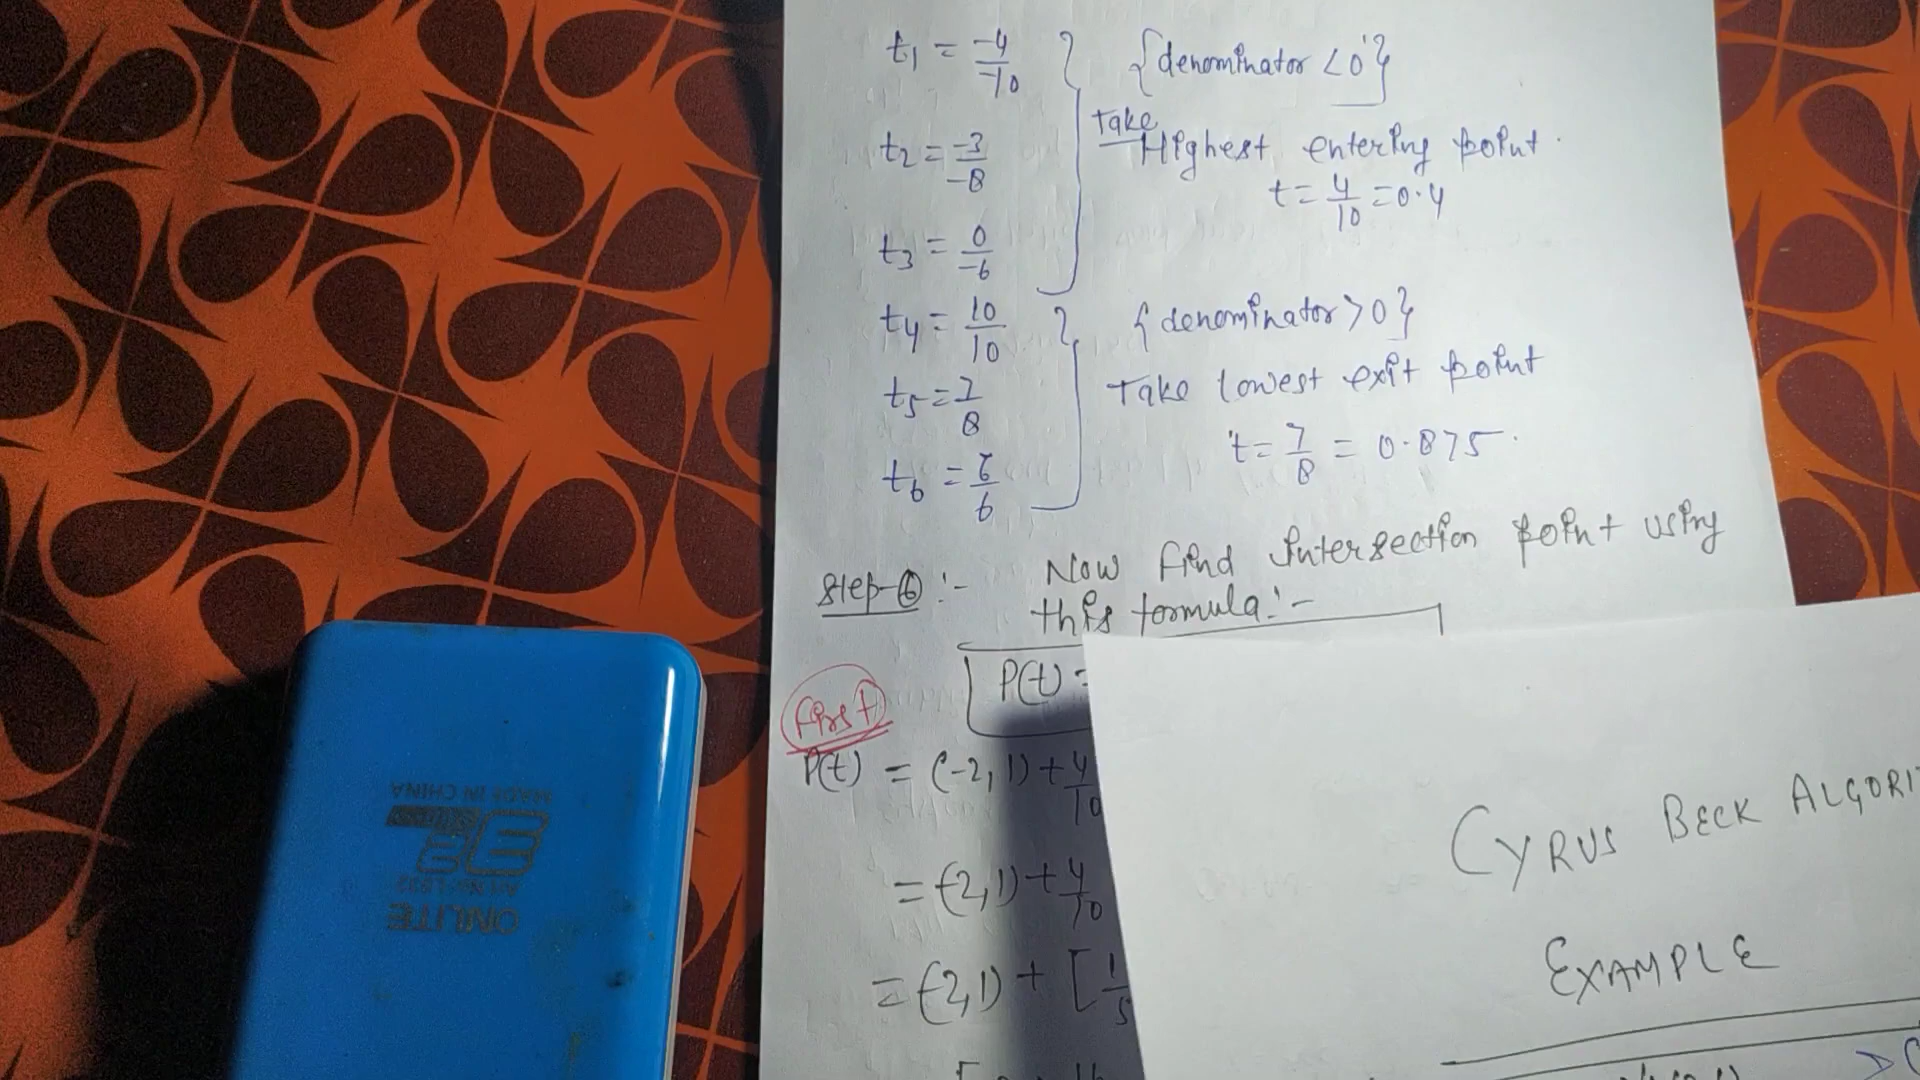 t1 = -4/-10 } {denominator <0}
Take Highest entering point.
t2 = -3/-8
t = 4/10 = 0.4
t3 = 0/-6
t4 = 10/10 } {denominator >0}
t5 = 7/8
Take lowest exit point
t = 7/8 = 0.875.
t6 = 6/6
Step-6 :- Now find intersection point using
this formula:-
P(t) =
First
P(t) = (-2,1) + 4/10
= (-2,1) + 4/10
= (-2,1) + [1/5
CYRUS BECK ALGORIT
EXAMPLE
MADE IN CHINA
ONLITE